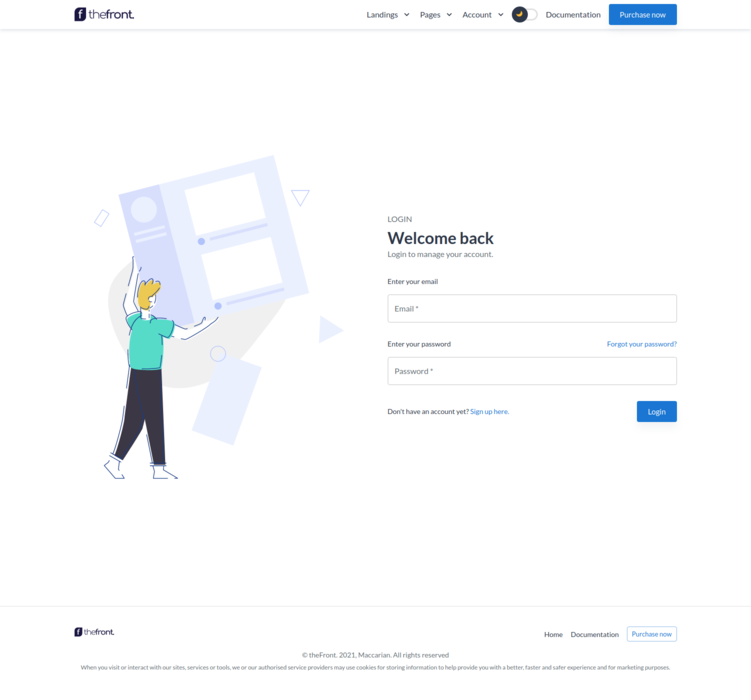 thefront.
Landings
Pages
Account
Documentation
Purchase now
LOGIN
Welcome back
Login to manage your account.
Enter your email
Email *
Enter your password
Forgot your password?
Password *
Don't have an account yet? Sign up here.
Login
thefront.
Home
Documentation
Purchase now
© theFront. 2021, Maccarian. All rights reserved
When you visit or interact with our sites, services or tools, we or our authorised service providers may use cookies for storing information to help provide you with a better, faster and safer experience and for marketing purposes.